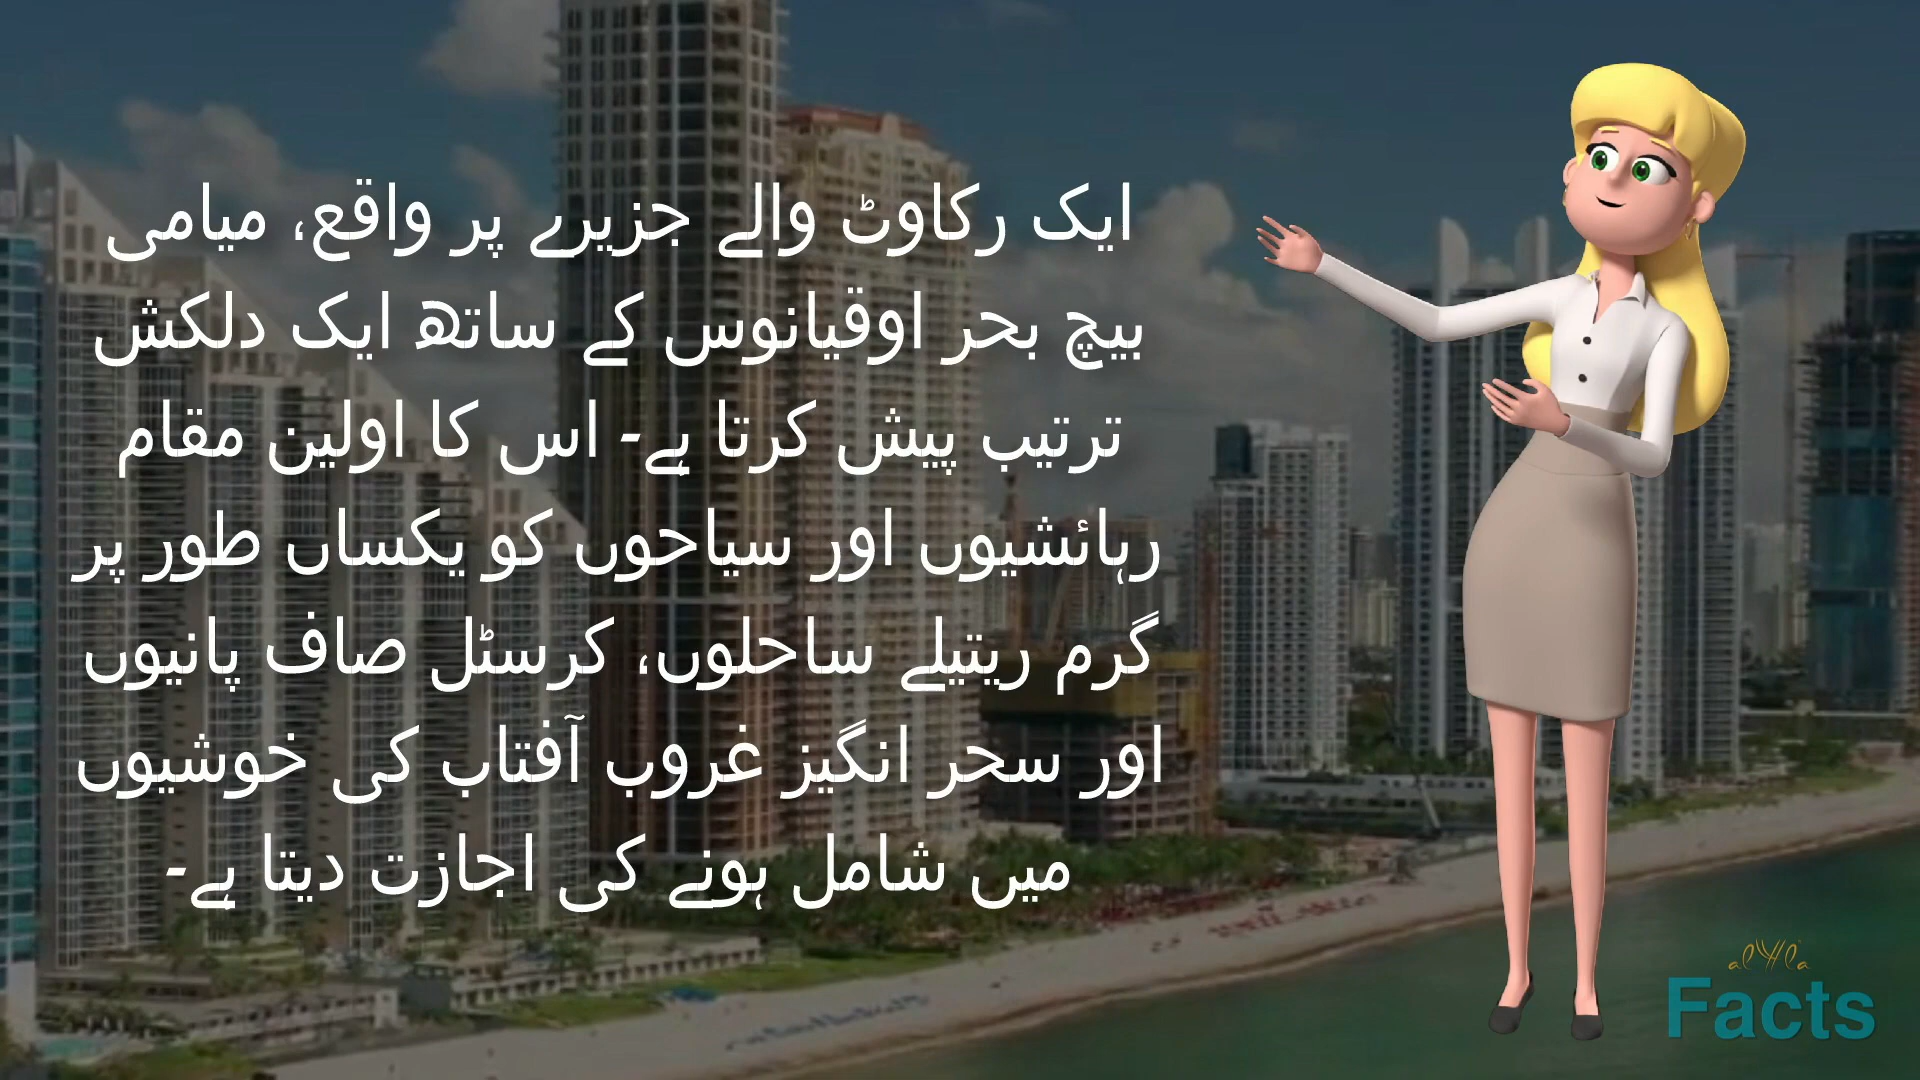 ایک رکاوٹ والے جزیرے پر واقع، میامی
بیچ بحر اوقیانوس کے ساتھ ایک دلکش
ترتیب پیش کرتا ہے۔ اس کا اولین مقام
رہائشیوں اور سیاحوں کو یکساں طور پر
گرم ریتیلے ساحلوں، کرسٹل صاف پانیوں
اور سحر انگیز غروب آفتاب کی خوشیوں
میں شامل ہونے کی اجازت دیتا ہے۔
Facts